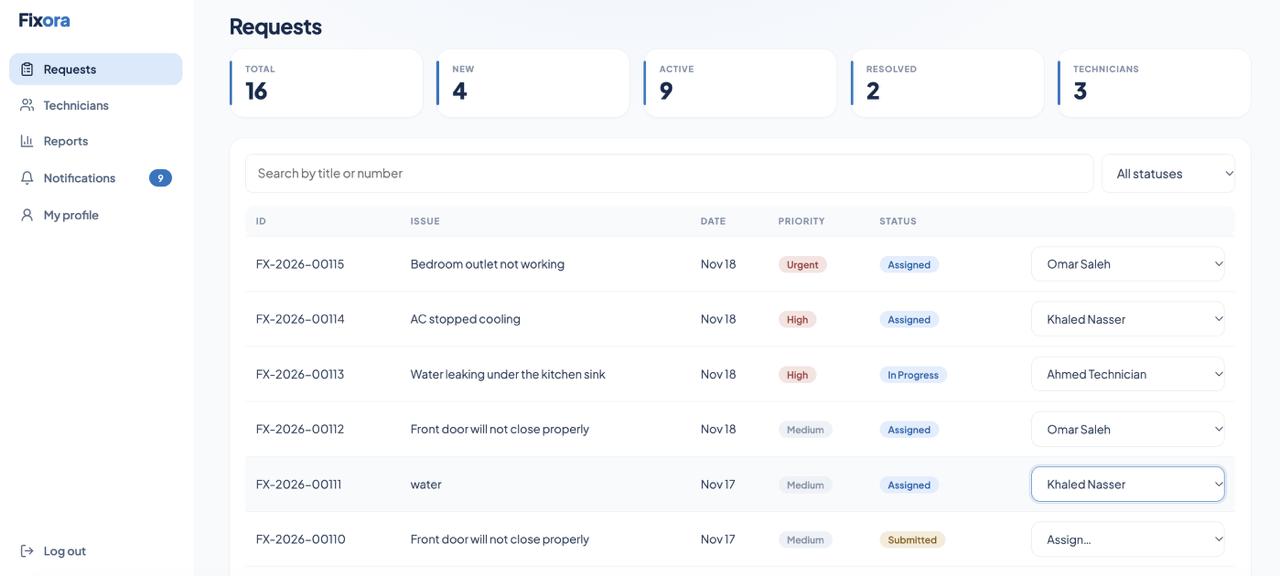 Fixora
Requests
Technicians
Reports
Notifications 9
My profile
Log out
Requests
TOTAL
16
NEW
4
ACTIVE
9
RESOLVED
2
TECHNICIANS
3
Search by title or number
All statuses
ID ISSUE DATE PRIORITY STATUS
FX-2026-00115 Bedroom outlet not working Nov 18 Urgent Assigned Omar Saleh
FX-2026-00114 AC stopped cooling Nov 18 High Assigned Khaled Nasser
FX-2026-00113 Water leaking under the kitchen sink Nov 18 High In Progress Ahmed Technician
FX-2026-00112 Front door will not close properly Nov 18 Medium Assigned Omar Saleh
FX-2026-00111 water Nov 17 Medium Assigned Khaled Nasser
FX-2026-00110 Front door will not close properly Nov 17 Medium Submitted Assign...